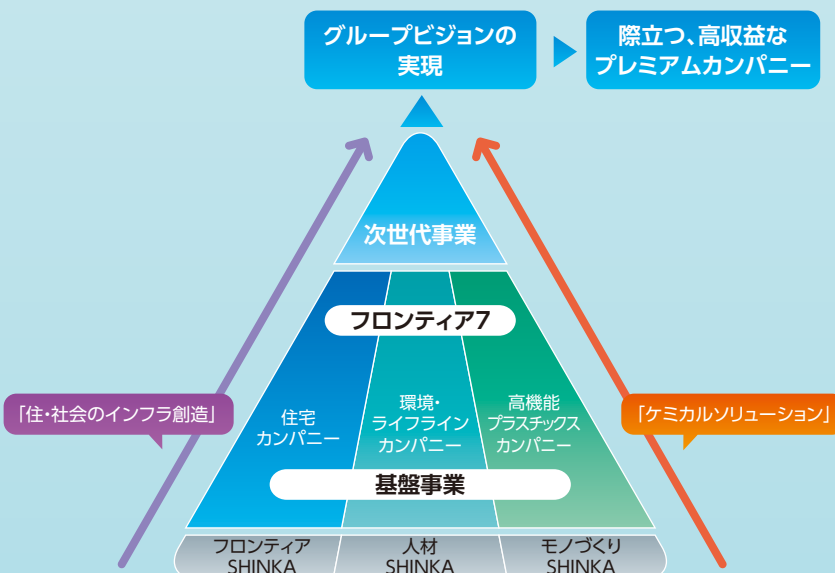 グループビジョンの
実現
際立つ、高収益な
プレミアムカンパニー
次世代事業
フロンティア7
「住・社会のインフラ創造」
住宅
カンパニー
環境・
ライフライン
カンパニー
高機能
プラスチックス
カンパニー
「ケミカルソリューション」
基盤事業
フロンティア
SHINKA
人材
SHINKA
モノづくり
SHINKA